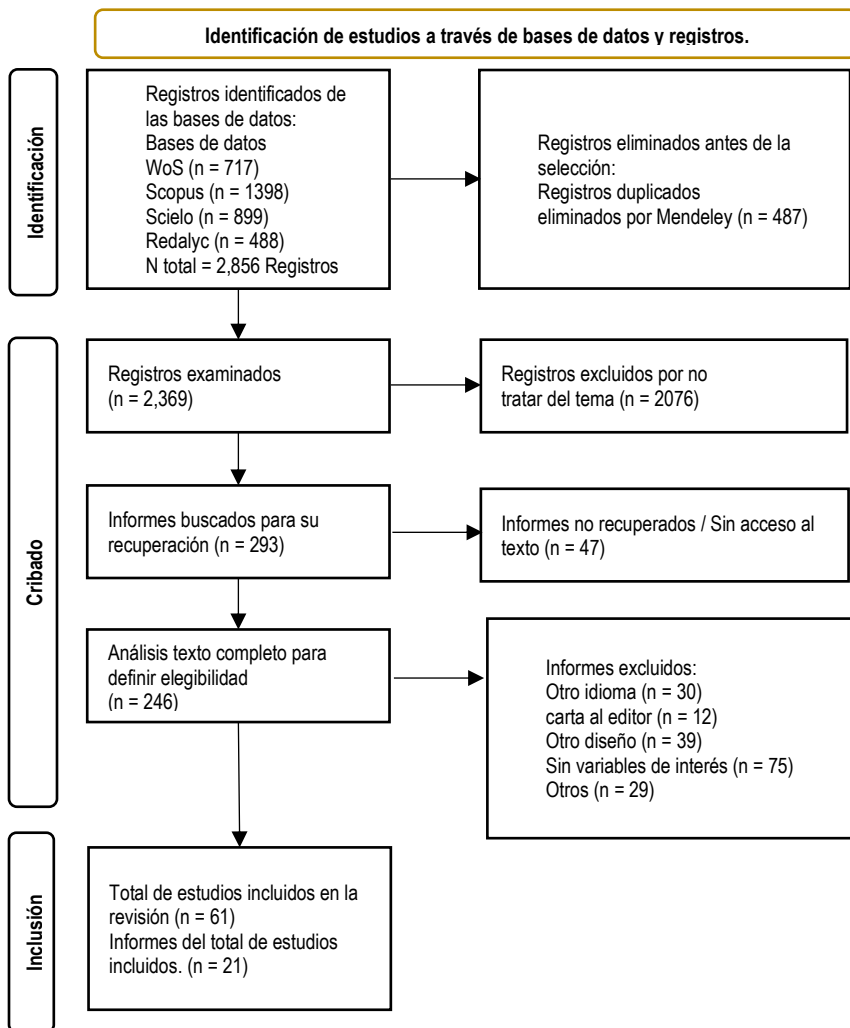 Identificación de estudios a través de bases de datos y registros.
Identificación
Registros identificados de
las bases de datos:
Bases de datos
WoS (n = 717)
Scopus (n = 1398)
Scielo (n = 899)
Redalyc (n = 488)
N total = 2,856 Registros
Registros eliminados antes de la
selección:
Registros duplicados
eliminados por Mendeley (n = 487)
Cribado
Registros examinados
(n = 2,369)
Registros excluidos por no
tratar del tema (n = 2076)
Informes buscados para su
recuperación (n = 293)
Informes no recuperados / Sin acceso al
texto (n = 47)
Análisis texto completo para
definir elegibilidad
(n = 246)
Informes excluidos:
Otro idioma (n = 30)
carta al editor (n = 12)
Otro diseño (n = 39)
Sin variables de interés (n = 75)
Otros (n = 29)
Inclusión
Total de estudios incluidos en la
revisión (n = 61)
Informes del total de estudios
incluidos. (n = 21)